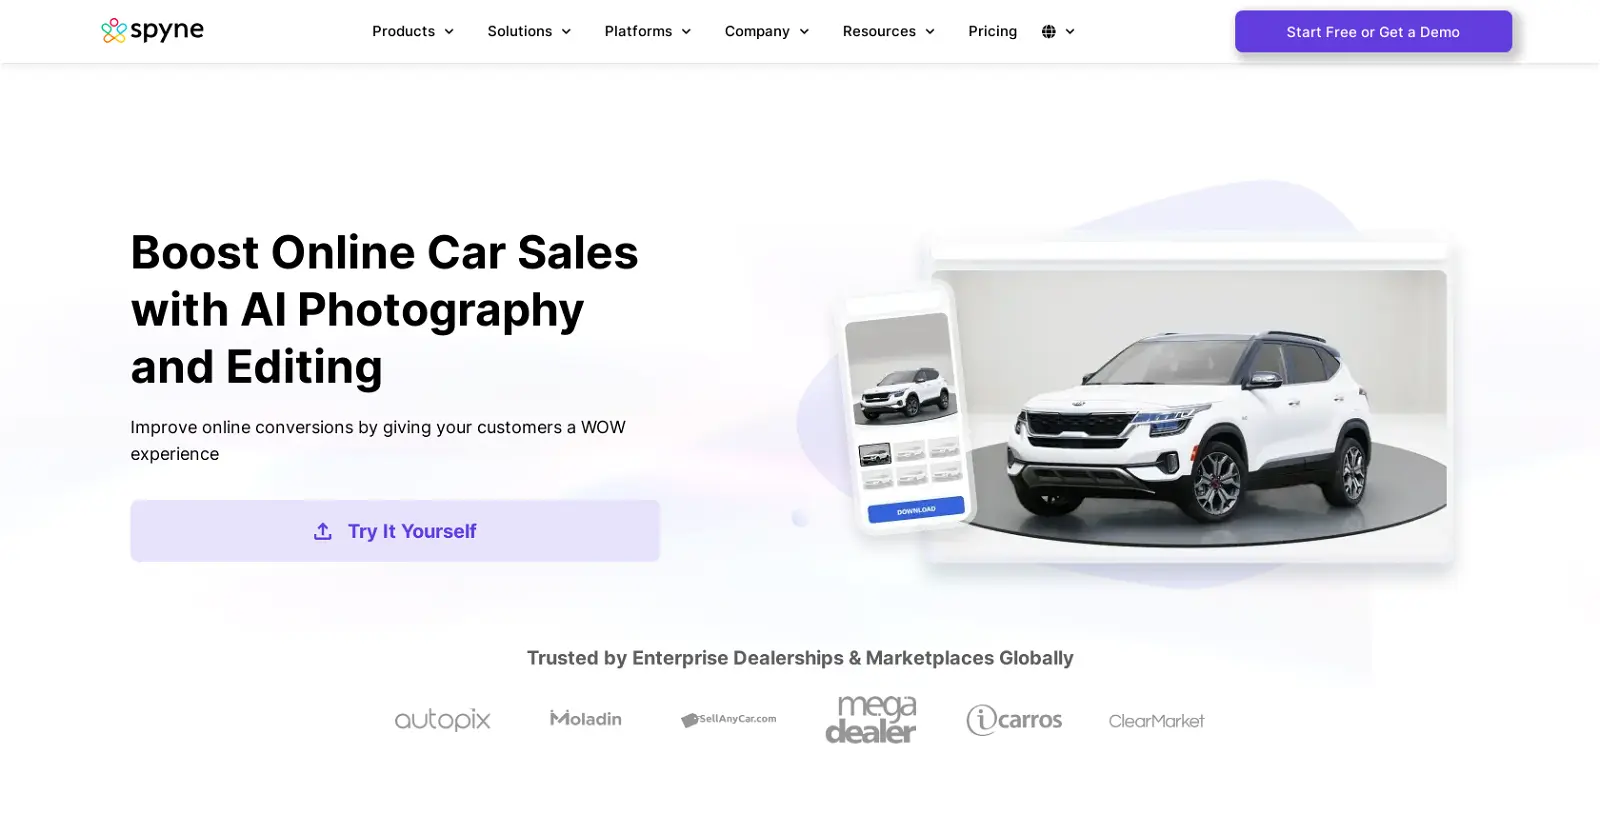 spyne
Products
Solutions
Platforms
Company
Resources
Pricing
Start Free or Get a Demo
Boost Online Car Sales
with AI Photography
and Editing
Improve online conversions by giving your customers a WOW
experience
Try It Yourself
DOWNLOAD
Trusted by Enterprise Dealerships & Marketplaces Globally
autopix
Moladin
SellAnyCar.com
mega
dealer
icarros
ClearMarket